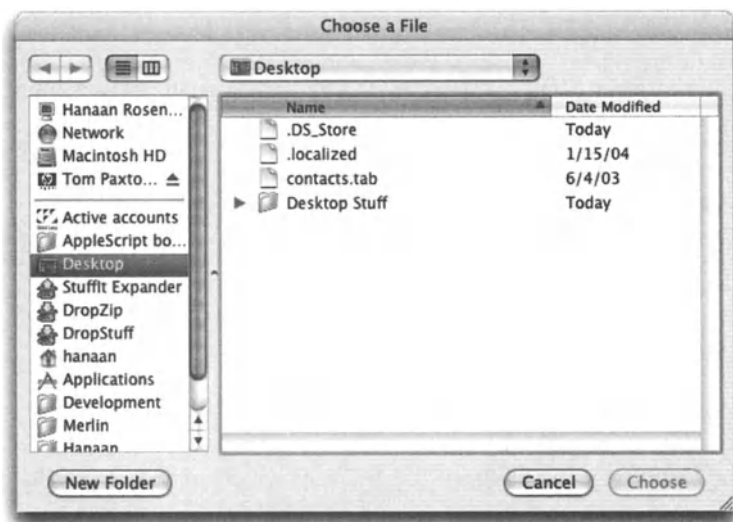 Choose a File
Desktop
Hanaan Rosen...
Network
Macintosh HD
Tom Paxto...
Active accounts
AppleScript bo...
Desktop
StuffIt Expander
DropZip
DropStuff
hanaan
Applications
Development
Merlin
Hanaan
Name Date Modified
.DS_Store Today
.localized 1/15/04
contacts.tab 6/4/03
Desktop Stuff Today
New Folder Cancel Choose